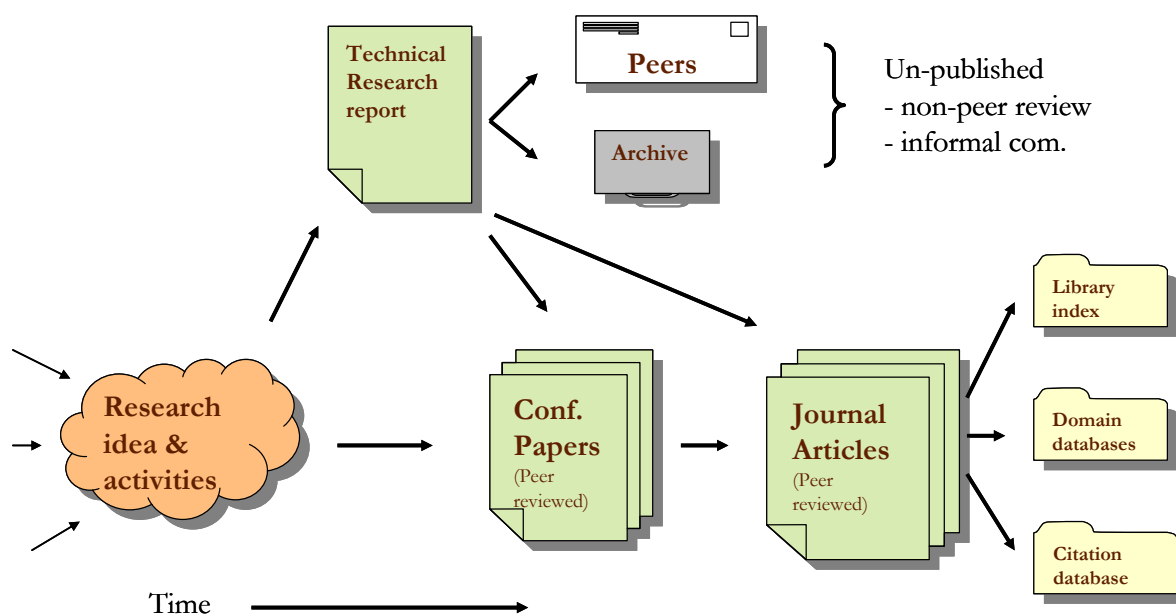 Technical
Research
report
Peers
Archive
Un-published
- non-peer review
- informal com.
Research
idea &
activities
Conf.
Papers
(Peer
reviewed)
Journal
Articles
(Peer
reviewed)
Library
index
Domain
databases
Citation
database
Time